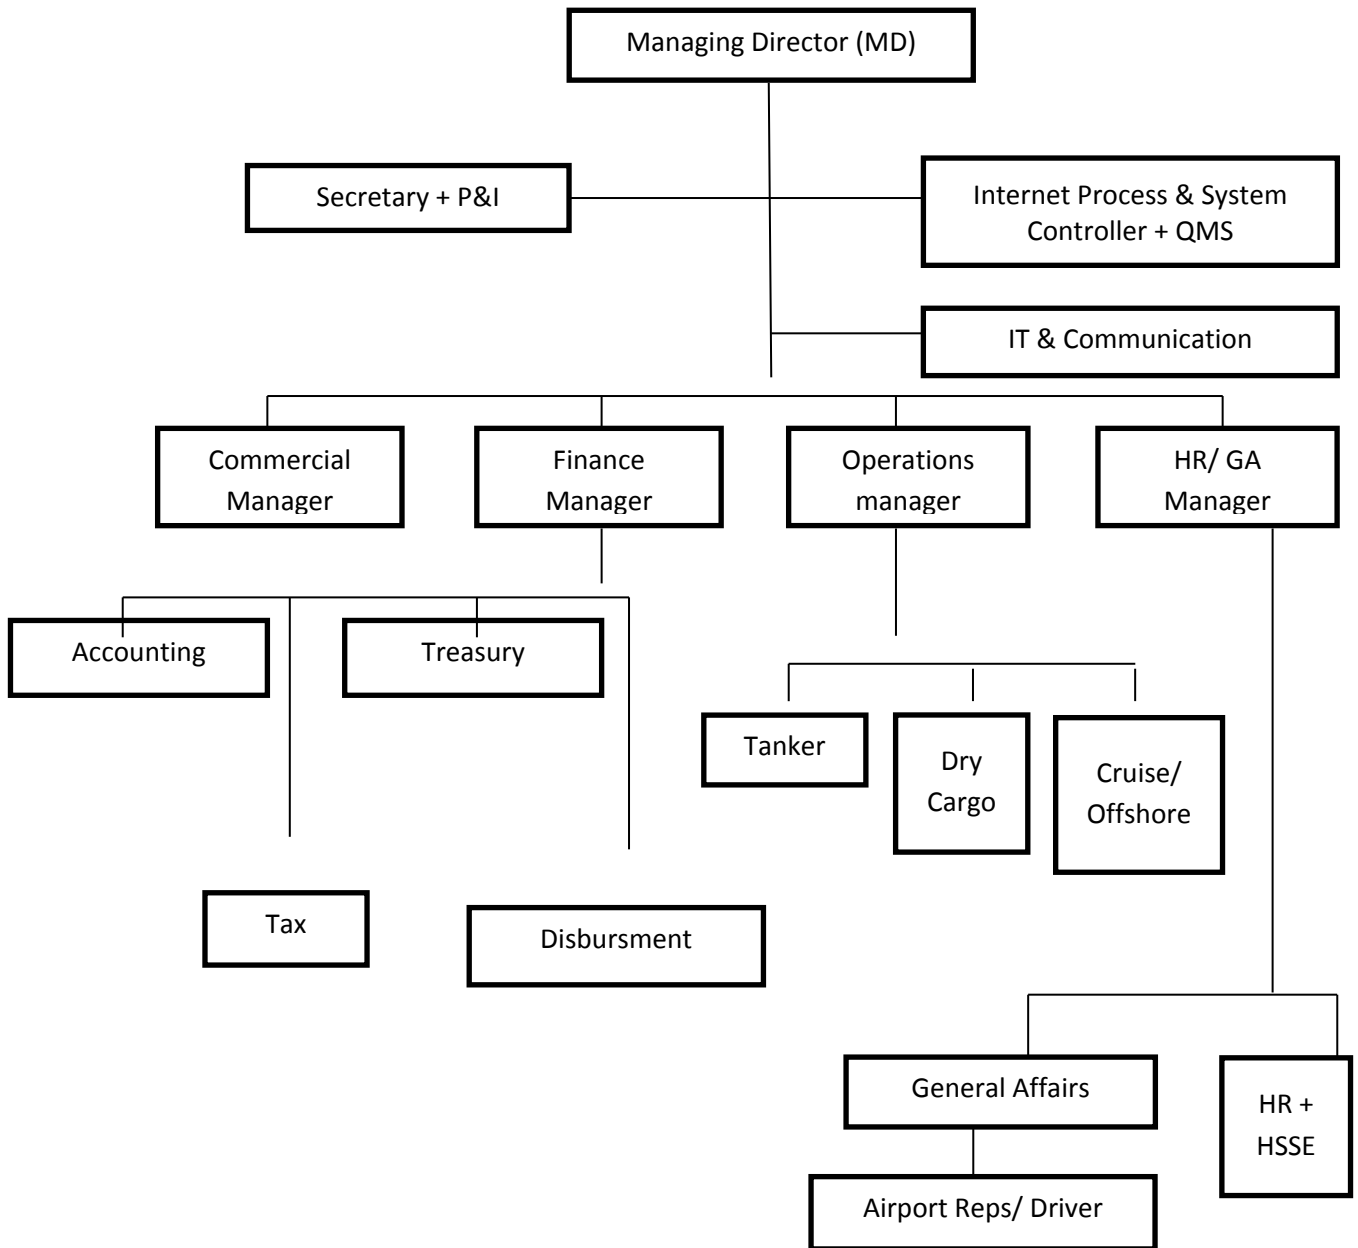 Managing Director (MD)
Secretary + P&I
Internet Process & System
Controller + QMS
IT & Communication
Commercial
Manager
Finance
Manager
Operations
manager
HR/ GA
Manager
Accounting
Treasury
Tanker
Dry
Cargo
Cruise/
Offshore
Tax
Disbursment
General Affairs
HR +
HSSE
Airport Reps/ Driver